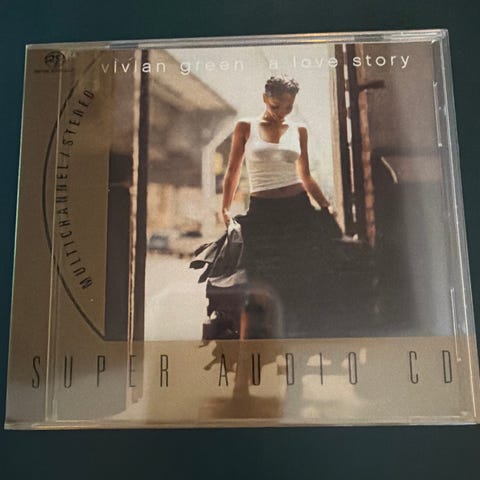 vivian green a love story
MULTICHANNEL/STEREO
SUPER AUDIO CD